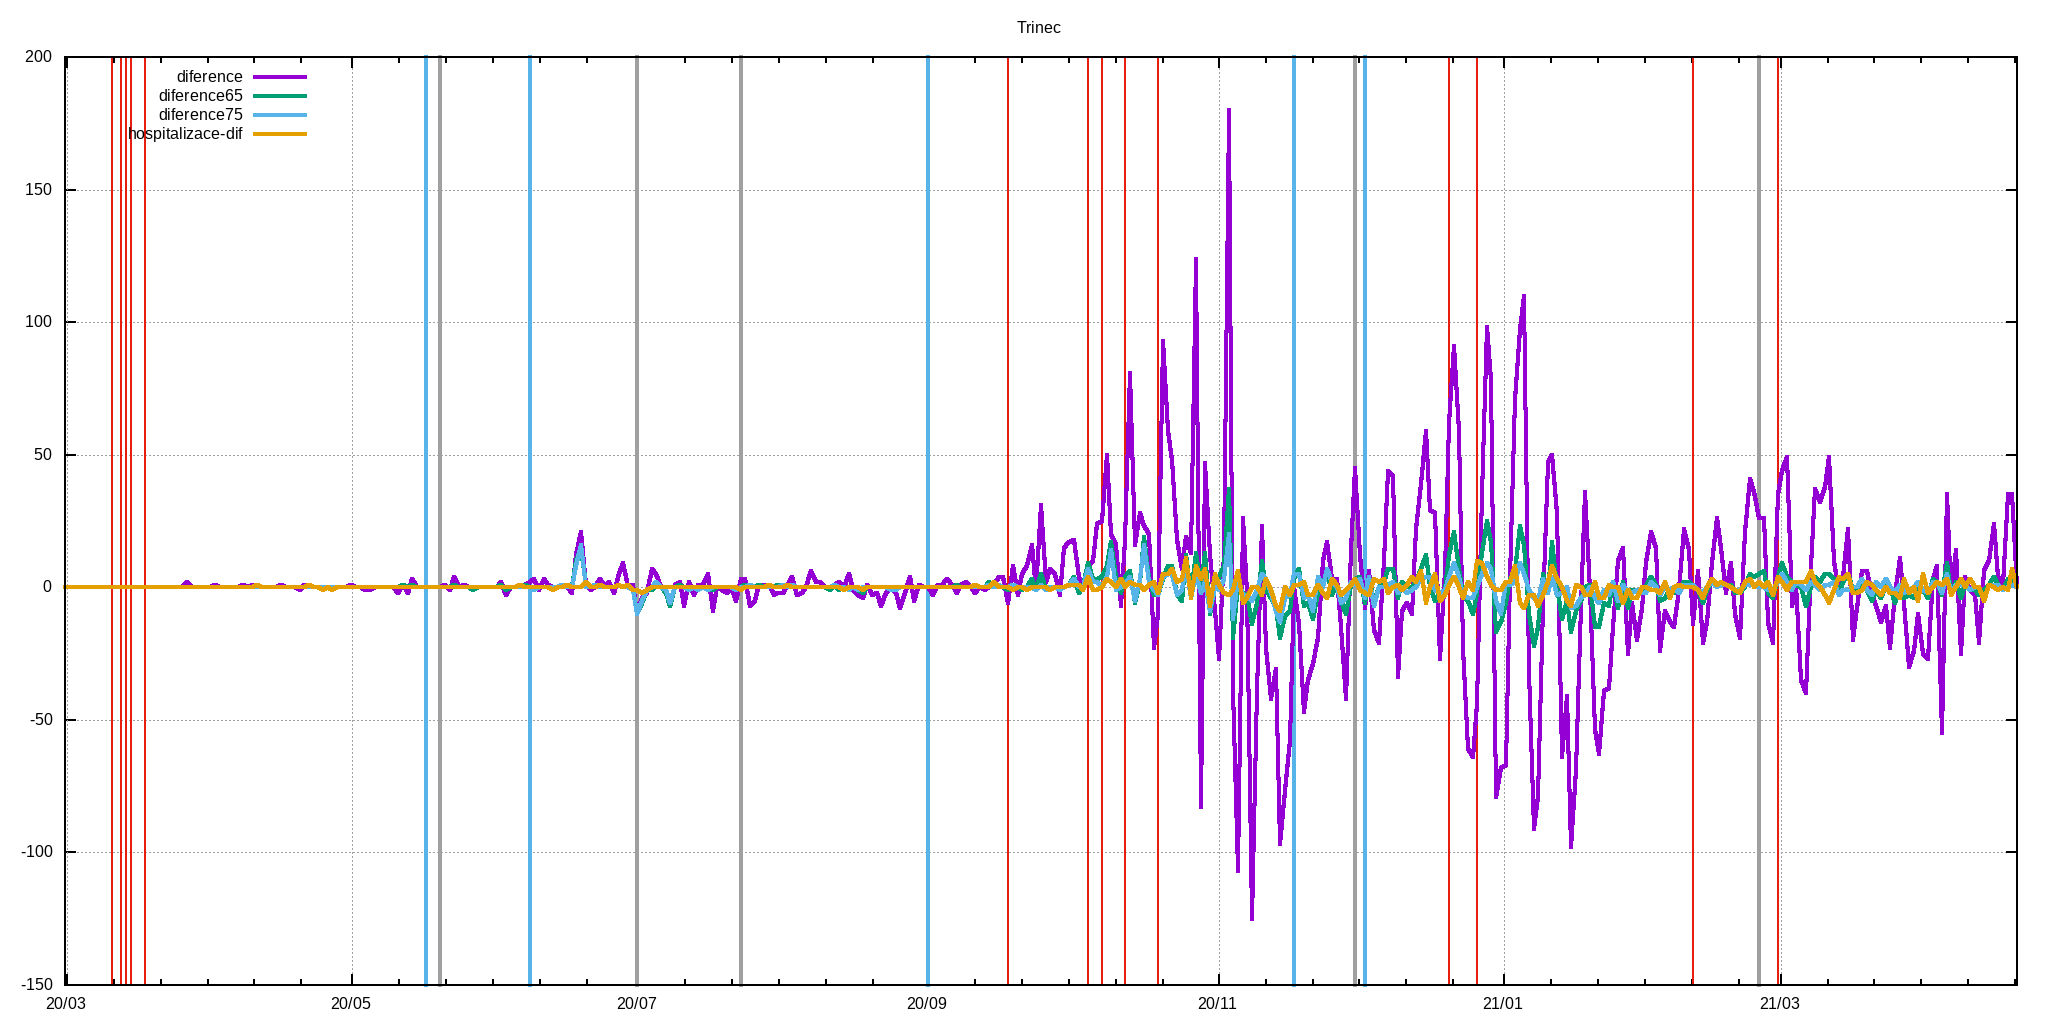 Trinec
200
150
100
50
0
-50
-100
-150
diference
diference65
diference75
hospitalizace-dif
20/03 20/05 20/07 20/09 20/11 21/01 21/03